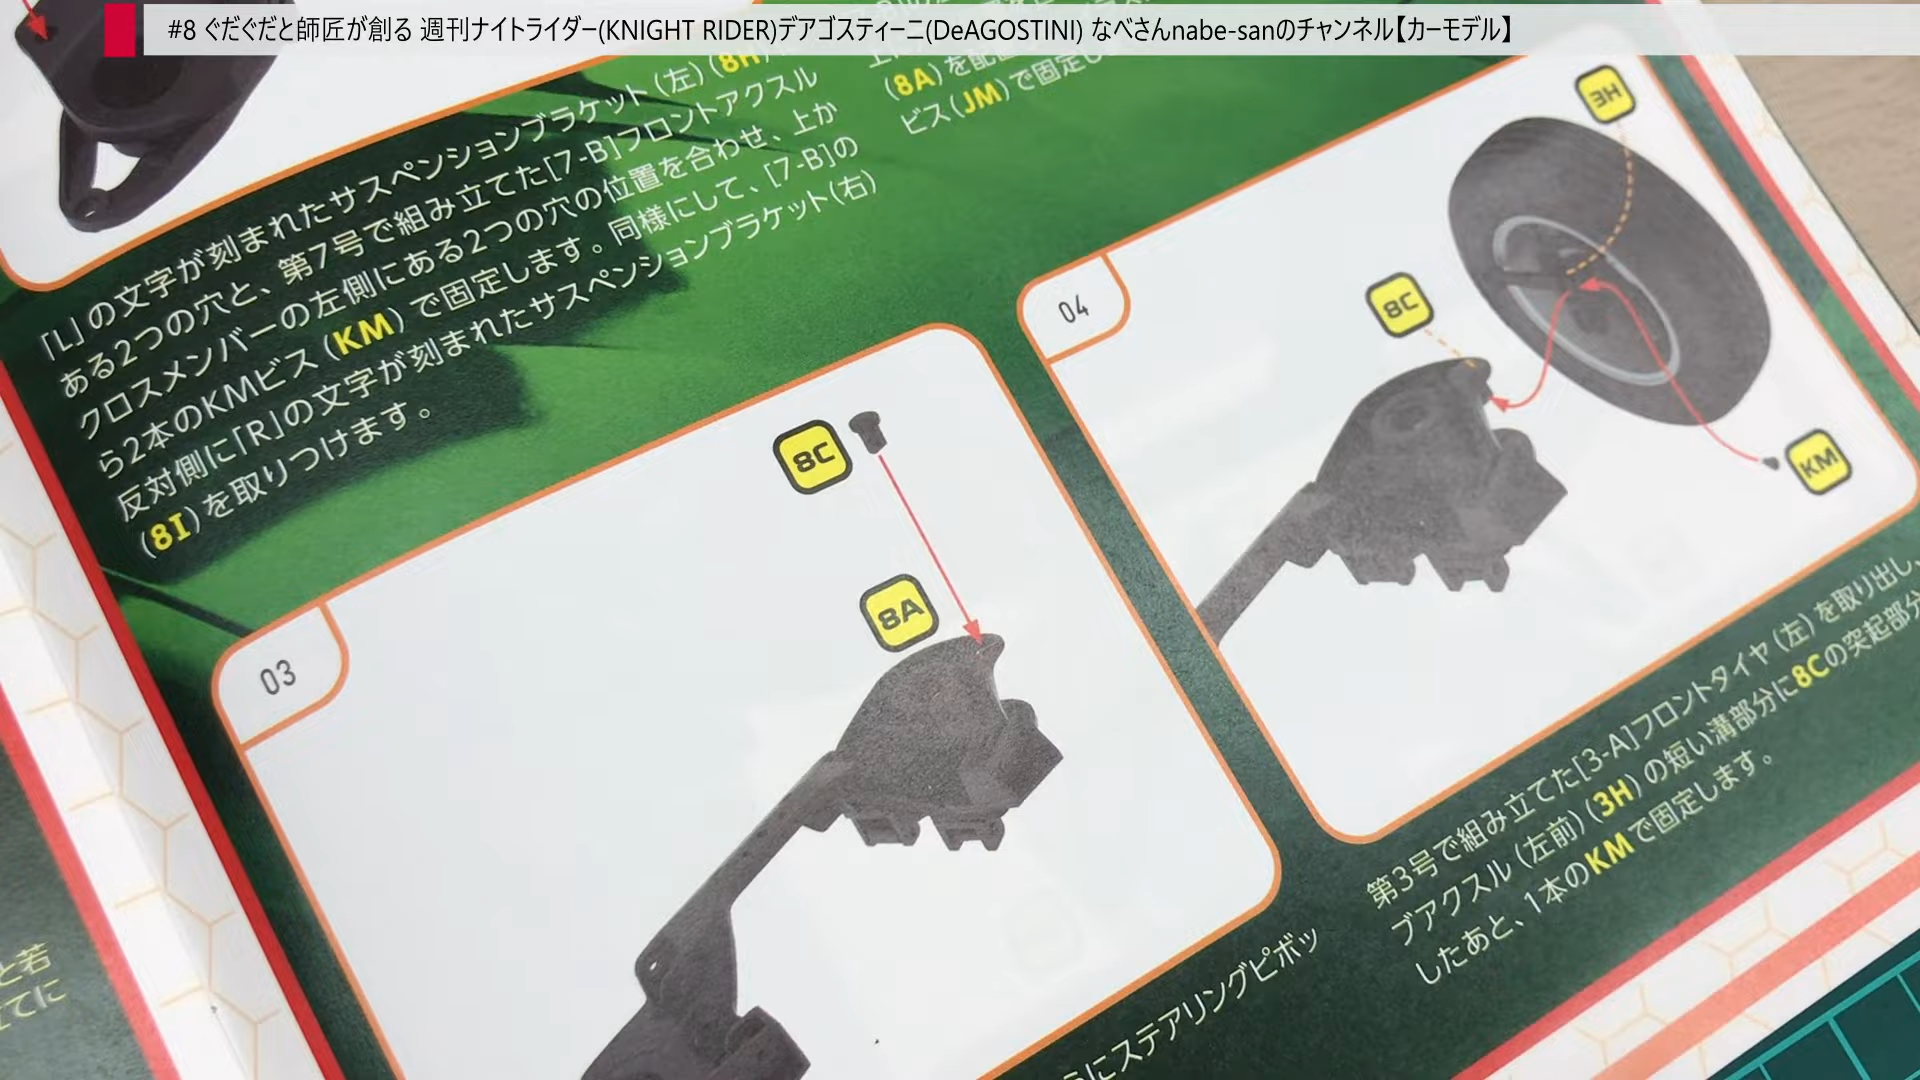 #8 ぐだぐだと師匠が創る 週刊ナイトライダー(KNIGHT RIDER)デアゴスティーニ(DeAGOSTINI) なべさんnabe-sanのチャンネル【カーモデル】
「L」の文字が刻まれたサスペンションブラケット(左)(8H)
ある2つの穴と、第7号で組み立てた[7-B]フロントアクスル
クロスメンバーの左側にある2つの穴の位置を合わせ、上か
ら2本のKMビス(KM)で固定します。同様にして、[7-B]の
反対側に「R」の文字が刻まれたサスペンションブラケット(右)
(8I)を取りつけます。
(8A)を配
ビス(JM)で固定し
03
8C
8A
04
3H
8C
KM
にステアリングピボッ
第3号で組み立てた[3-A]フロントタイヤ(左)を取り出し、
ブアクスル(左前)(3H)の短い溝部分に8Cの突起部分
したあと、1本のKMで固定します。
と若
てに